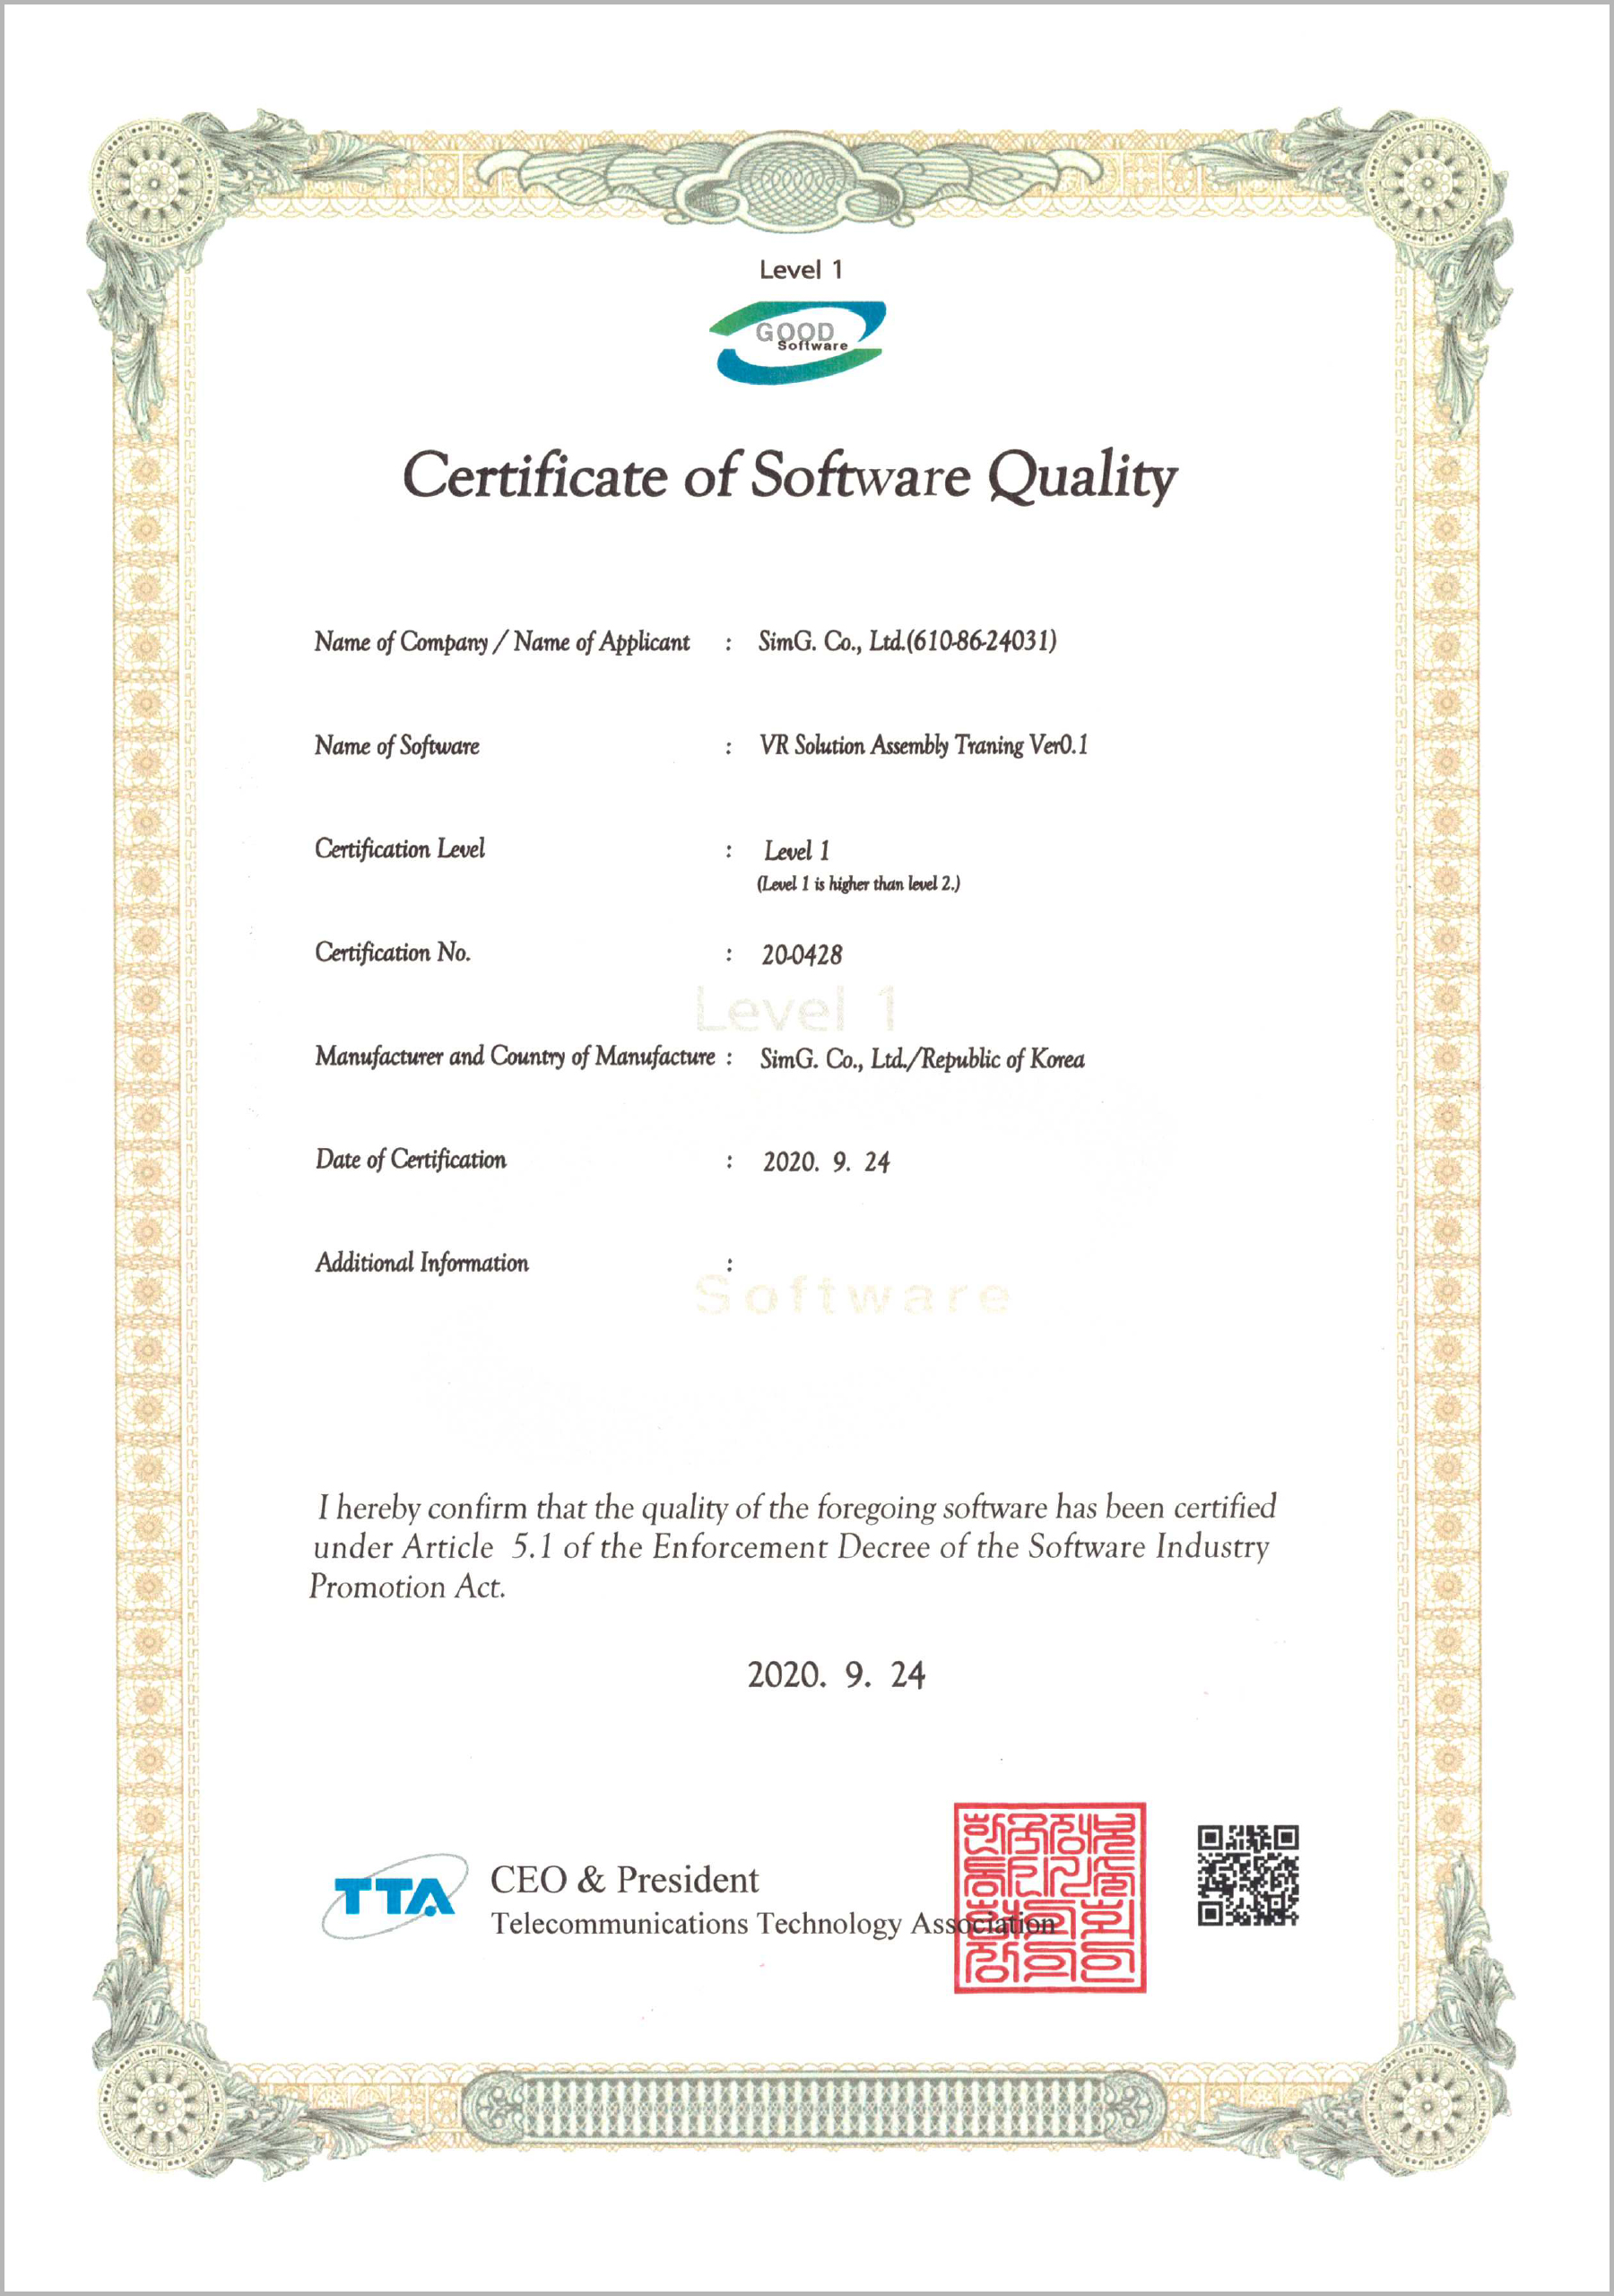 Level 1
GOOD
Software
Certificate of Software Quality
Name of Company / Name of Applicant : SimG. Co., Ltd.(610-86-24031)
Name of Software : VR Solution Assembly Traning Ver0.1
Certification Level : Level 1
(Level 1 is higher than level 2.)
Certification No. : 20-0428
Level 1
Manufacturer and Country of Manufacture : SimG. Co., Ltd./Republic of Korea
Date of Certification : 2020. 9. 24
Additional Information :
Software
I hereby confirm that the quality of the foregoing software has been certified
under Article 5.1 of the Enforcement Decree of the Software Industry
Promotion Act.
2020. 9. 24
TTA
CEO & President
Telecommunications Technology Association